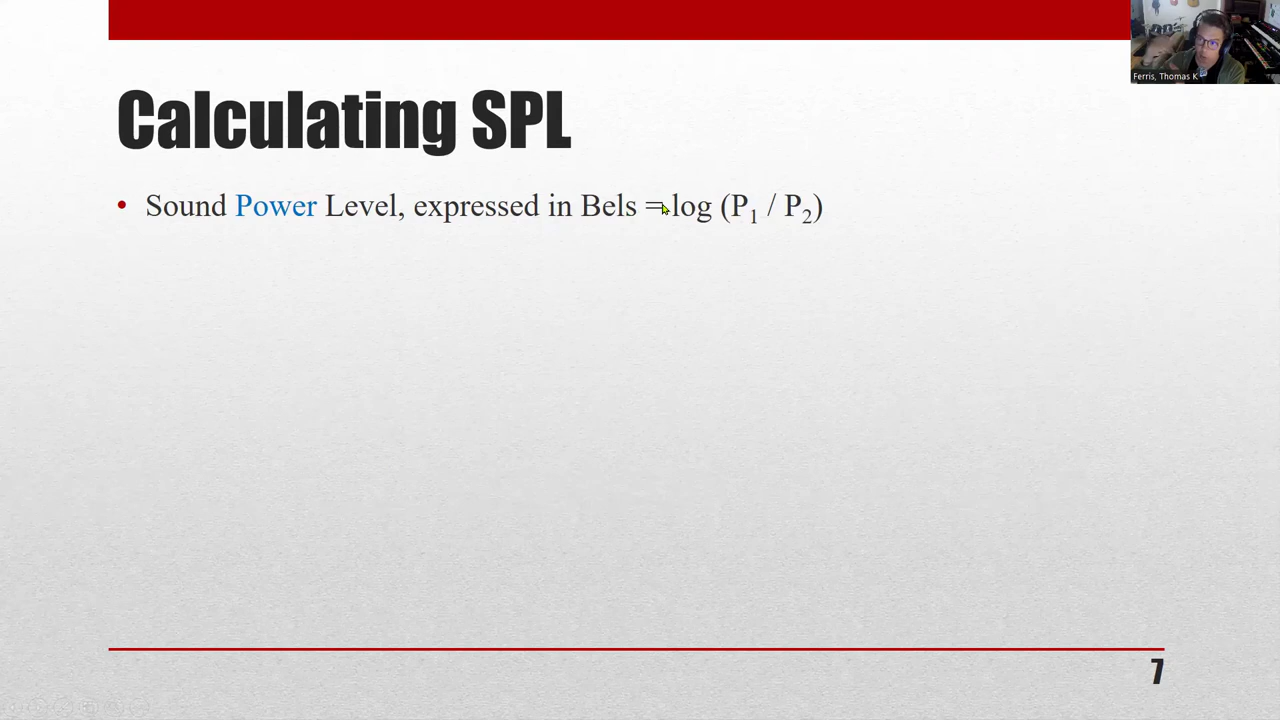 Ferris, Thomas K
Calculating SPL
• Sound Power Level, expressed in Bels = log (P₁ / P₂)
7